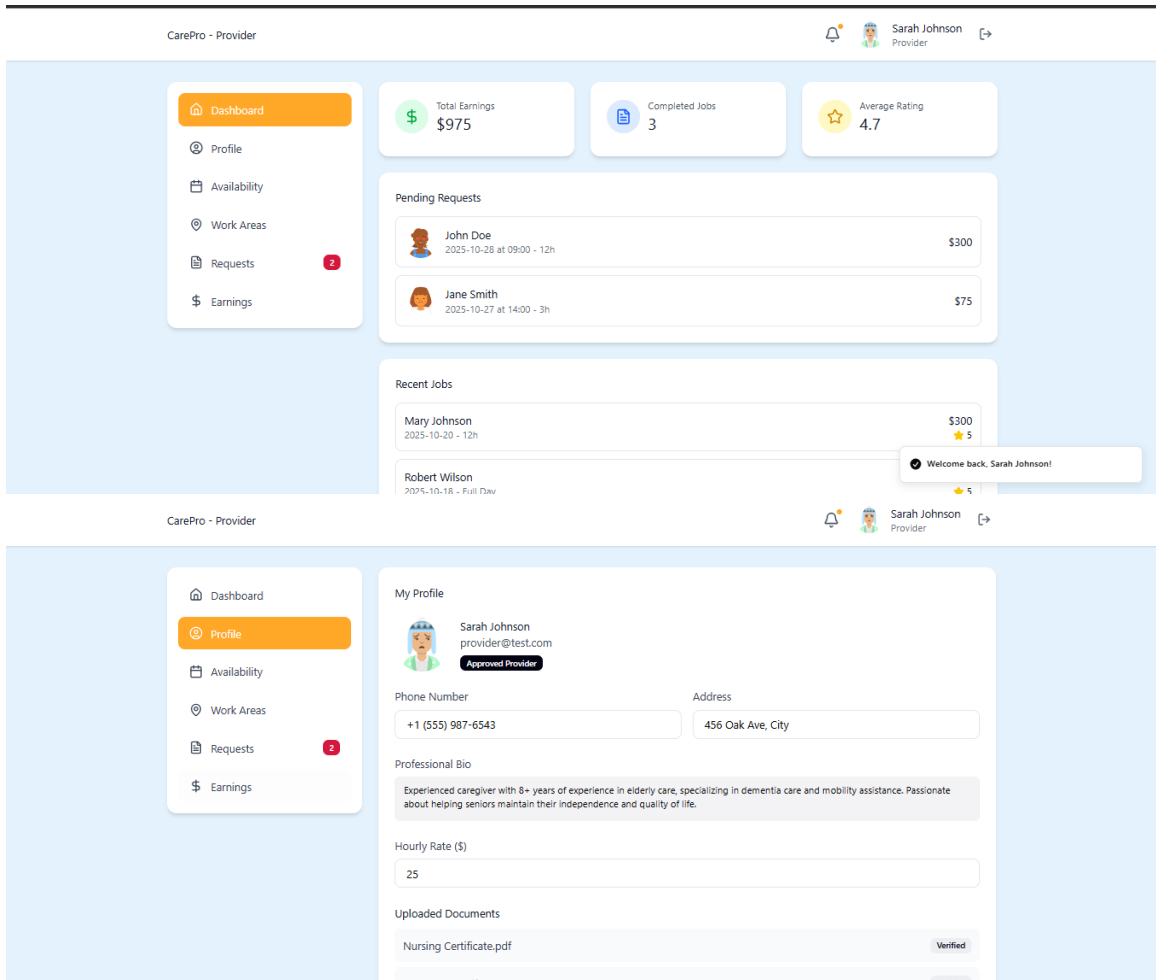 CarePro - Provider
Sarah Johnson
Provider
Dashboard
Profile
Availability
Work Areas
Requests 2
Earnings
Total Earnings
$975
Completed Jobs
3
Average Rating
4.7
Pending Requests
John Doe
2025-10-28 at 09:00 - 12h
$300
Jane Smith
2025-10-27 at 14:00 - 3h
$75
Recent Jobs
Mary Johnson
2025-10-20 - 12h
$300
5
Robert Wilson
2025-10-18 - Full Day
5
Welcome back, Sarah Johnson!
CarePro - Provider
Sarah Johnson
Provider
Dashboard
Profile
Availability
Work Areas
Requests 2
Earnings
My Profile
Sarah Johnson
provider@test.com
Approved Provider
Phone Number
+1 (555) 987-6543
Address
456 Oak Ave, City
Professional Bio
Experienced caregiver with 8+ years of experience in elderly care, specializing in dementia care and mobility assistance. Passionate
about helping seniors maintain their independence and quality of life.
Hourly Rate ($)
25
Uploaded Documents
Nursing Certificate.pdf
Verified